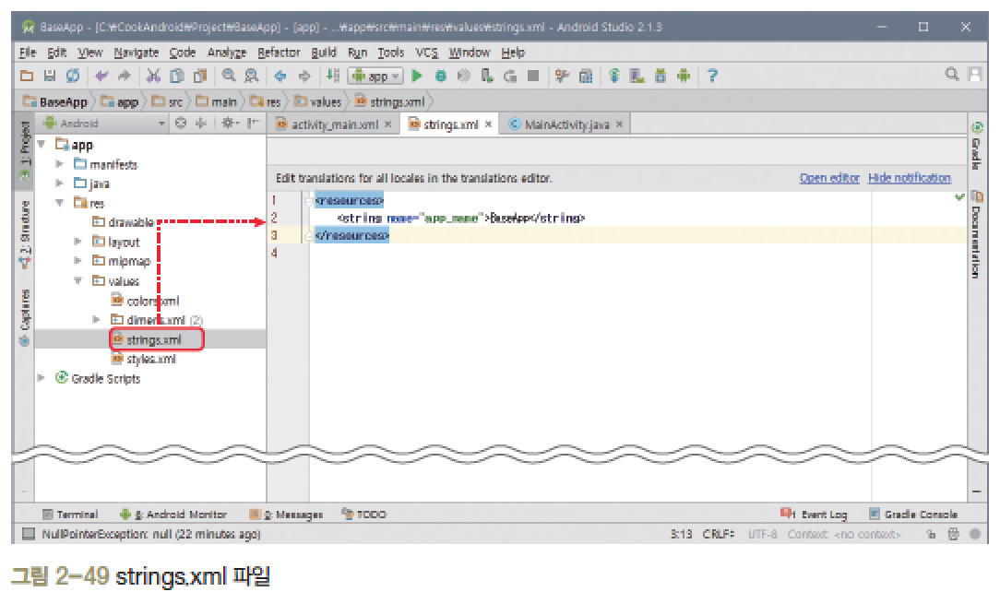 BaseApp - [C:₩CookAndroid₩Project₩BaseApp] - [app] - ...₩app₩src₩main₩res₩values₩strings.xml - Android Studio 2.1.3
File Edit View Navigate Code Analyze Refactor Build Run Tools VCS Window Help
app
BaseApp app src main res values strings.xml
1: Project
Android
activity_main.xml strings.xml MainActivity.java
Gradle
app
manifests
java
res
drawable
layout
mipmap
values
colors.xml
dimens.xml (2)
strings.xml
styles.xml
Gradle Scripts
Z: Structure
Captures
Edit translations for all locales in the translations editor. Open editor Hide notification
1 <resources>
2 <string name="app_name">BaseApp</string>
3 </resources>
4
Documentation
Terminal 6: Android Monitor 0: Messages TODO Event Log Gradle Console
NullPointerException: null (22 minutes ago) 3:13 CRLF UTF-8 Context: <no context>
그림 2-49 strings.xml 파일